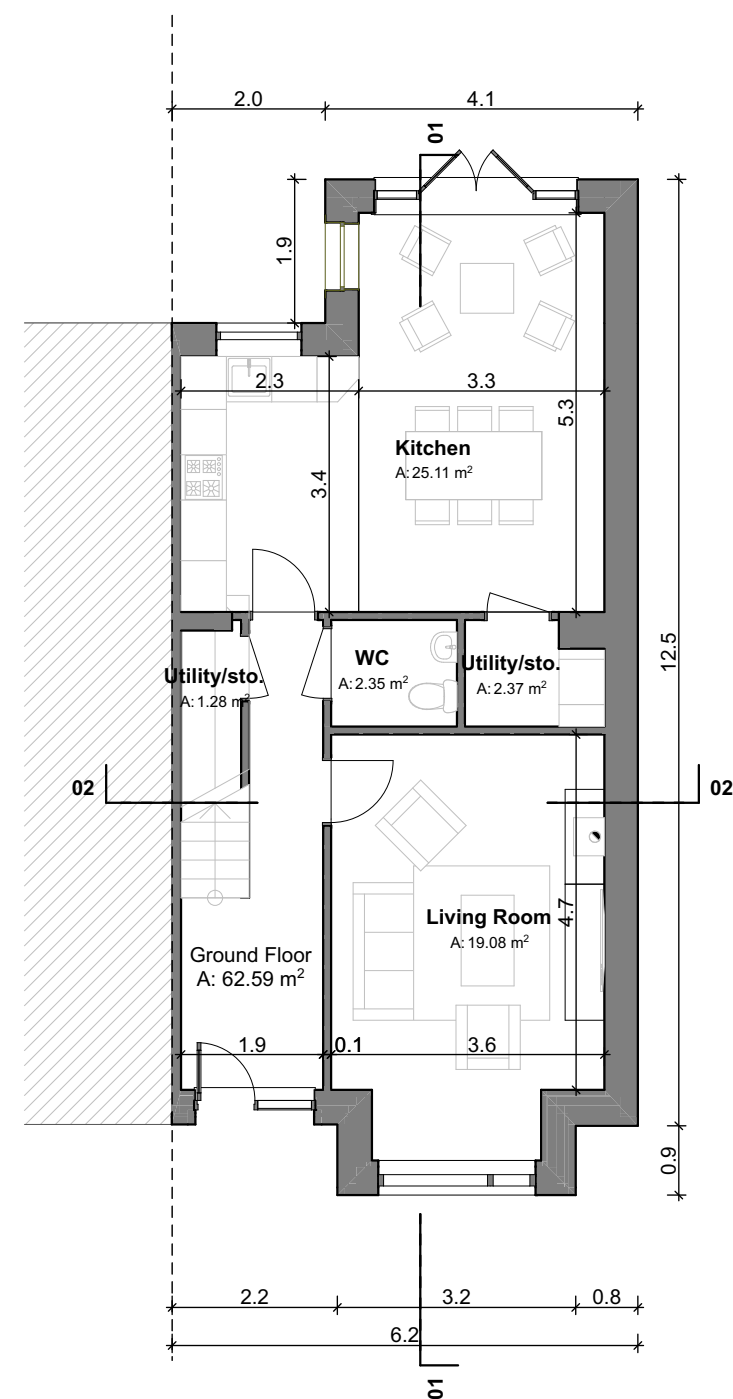 2.0
4.1
01
1.9
2.3
3.3
5.3
Kitchen
A: 25.11 m²
3.4
12.5
Utility/sto.
A: 1.28 m²
WC
A: 2.35 m²
Utility/sto.
A: 2.37 m²
02
02
Living Room
A: 19.08 m²
4.7
Ground Floor
A: 62.59 m²
1.9
0.1
3.6
0.9
2.2
3.2
0.8
6.2
01